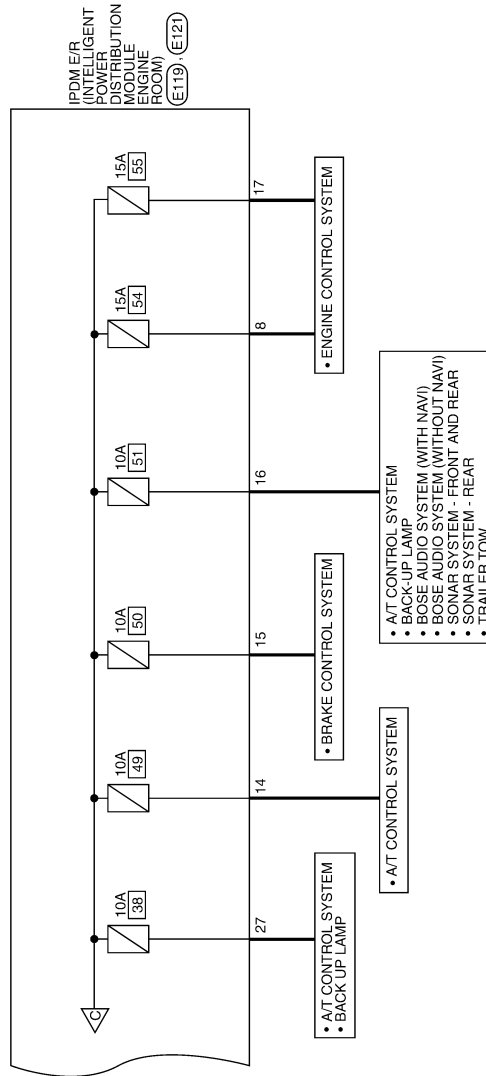 IPDM E/R
(INTELLIGENT
POWER
DISTRIBUTION
MODULE
ENGINE
ROOM)
E119, E121
C
10A
38
10A
49
10A
50
10A
51
15A
54
15A
55
27
14
15
16
8
17
• A/T CONTROL SYSTEM
• BACK UP LAMP
• A/T CONTROL SYSTEM
• BRAKE CONTROL SYSTEM
• A/T CONTROL SYSTEM
• BACK-UP LAMP
• BOSE AUDIO SYSTEM (WITH NAVI)
• BOSE AUDIO SYSTEM (WITHOUT NAVI)
• SONAR SYSTEM - FRONT AND REAR
• SONAR SYSTEM - REAR
• TRAILER TOW
• ENGINE CONTROL SYSTEM